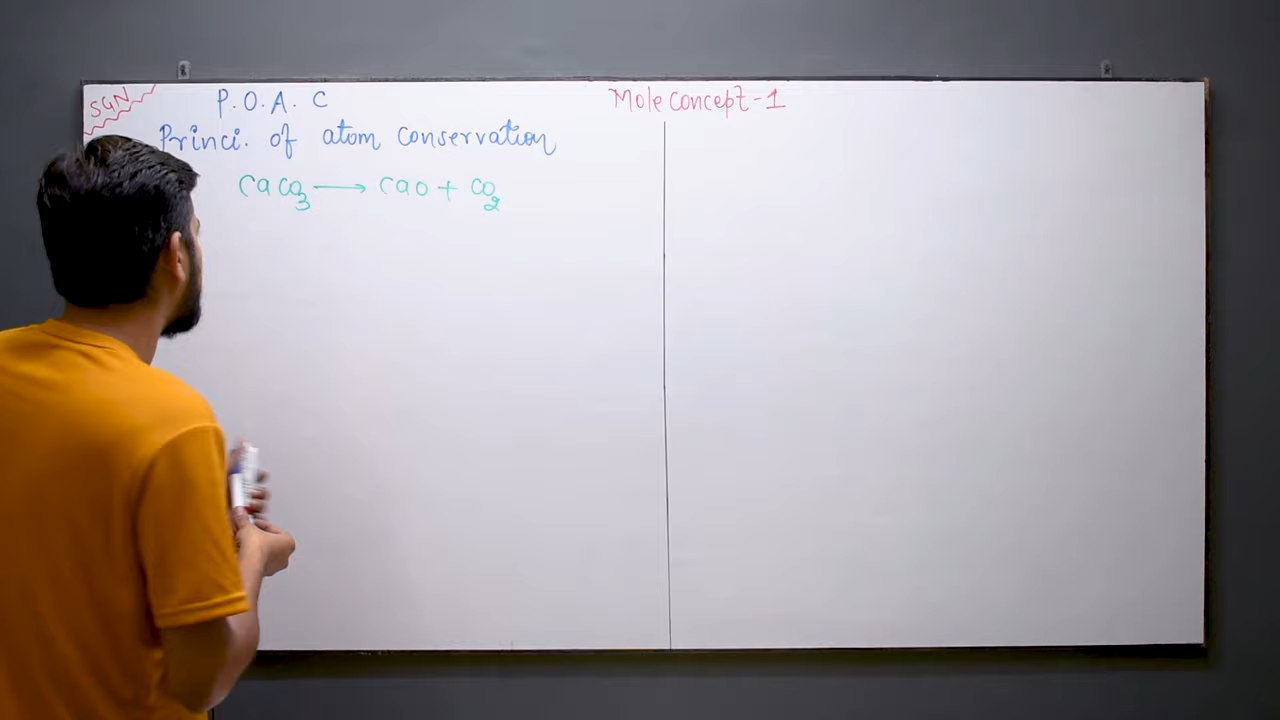 SGN
P.O.A.C
Mole Concept-1
Princi. of atom Conservation
CaCO3 → CaO + CO2